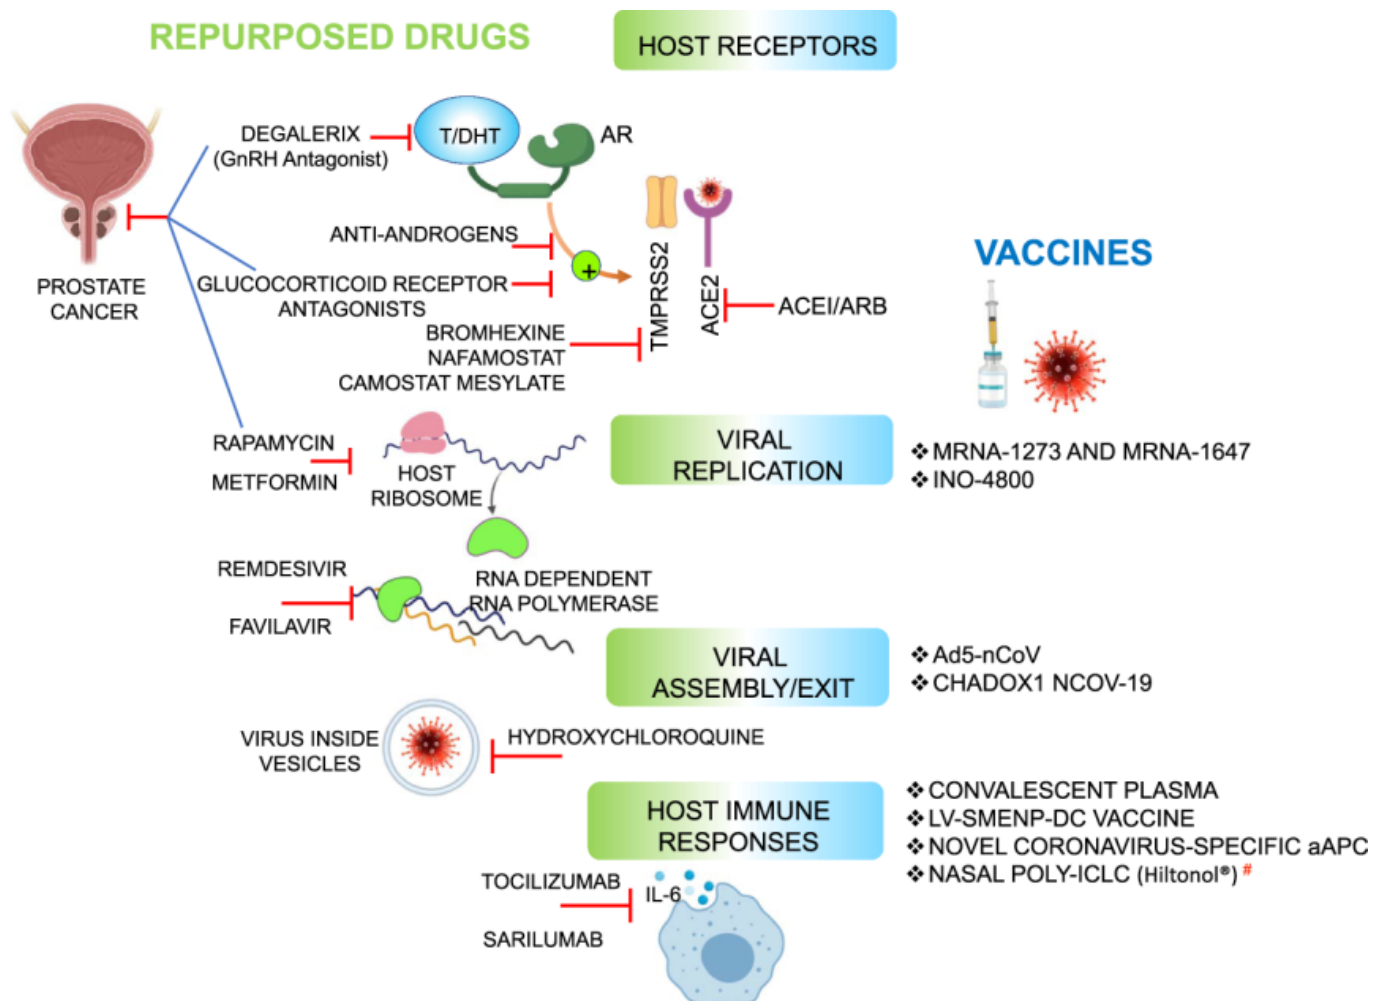 REPURPOSED DRUGS
HOST RECEPTORS
DEGALERIX
(GnRH Antagonist)
T/DHT
AR
ANTI-ANDROGENS
+
GLUCOCORTICOID RECEPTOR
ANTAGONISTS
BROMHEXINE
NAFAMOSTAT
CAMOSTAT MESYLATE
TMPRSS2
ACE2
ACEI/ARB
PROSTATE
CANCER
VACCINES
RAPAMYCIN
METFORMIN
HOST
RIBOSOME
VIRAL
REPLICATION
❖MRNA-1273 AND MRNA-1647
❖INO-4800
REMDESIVIR
FAVILAVIR
RNA DEPENDENT
RNA POLYMERASE
VIRAL
ASSEMBLY/EXIT
❖Ad5-nCoV
❖CHADOX1 NCOV-19
VIRUS INSIDE
VESICLES
HYDROXYCHLOROQUINE
HOST IMMUNE
RESPONSES
❖CONVALESCENT PLASMA
❖LV-SMENP-DC VACCINE
❖NOVEL CORONAVIRUS-SPECIFIC aAPC
❖NASAL POLY-ICLC (Hiltonol®) #
TOCILIZUMAB
SARILUMAB
IL-6